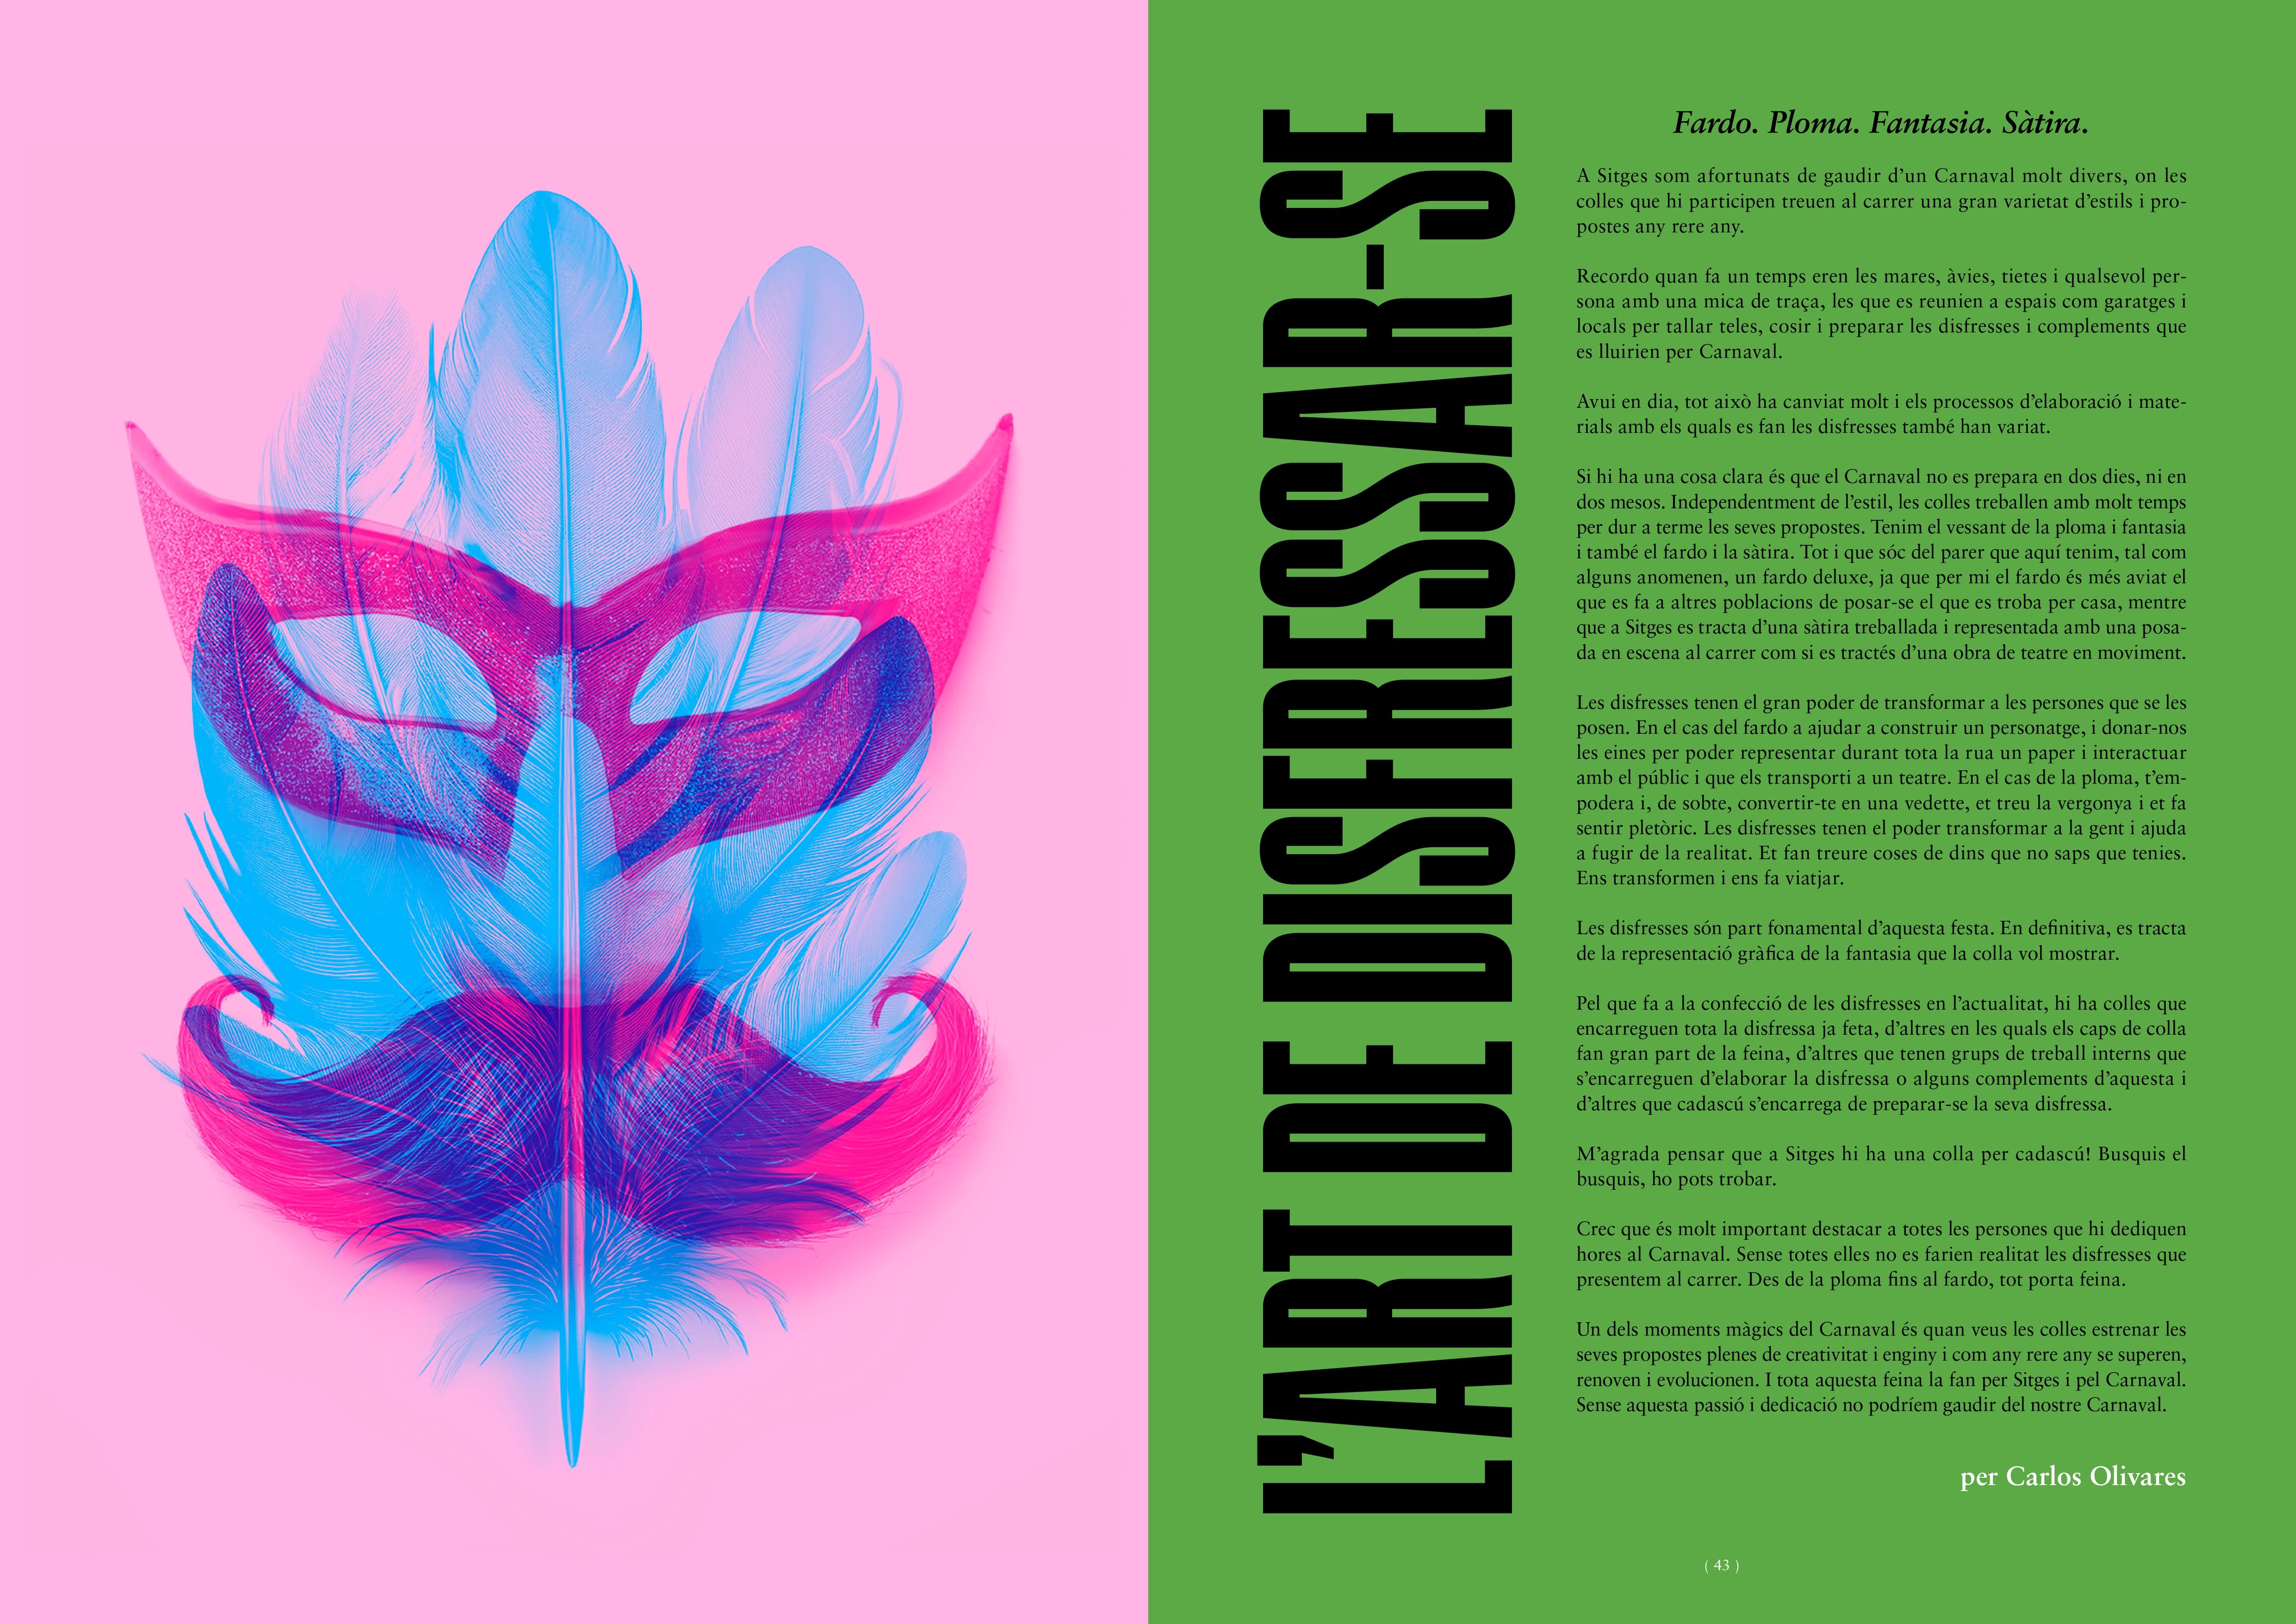 L’ART DE DISFRESSAR-SE
Fardo. Ploma. Fantasia. Sàtira.
A Sitges som afortunats de gaudir d’un Carnaval molt divers, on les
colles que hi participen treuen al carrer una gran varietat d’estils i pro-
postes any rere any.
Recordo quan fa un temps eren les mares, àvies, tietes i qualsevol per-
sona amb una mica de traça, les que es reunien a espais com garatges i
locals per tallar teles, cosir i preparar les disfresses i complements que
es lluirien per Carnaval.
Avui en dia, tot això ha canviat molt i els processos d’elaboració i mate-
rials amb els quals es fan les disfresses també han variat.
Si hi ha una cosa clara és que el Carnaval no es prepara en dos dies, ni en
dos mesos. Independentment de l’estil, les colles treballen amb molt temps
per dur a terme les seves propostes. Tenim el vessant de la ploma i fantasia
i també el fardo i la sàtira. Tot i que sóc del parer que aquí tenim, tal com
alguns anomenen, un fardo deluxe, ja que per mi el fardo és més aviat el
que es fa a altres poblacions de posar-se el que es troba per casa, mentre
que a Sitges es tracta d’una sàtira treballada i representada amb una posa-
da en escena al carrer com si es tractés d’una obra de teatre en moviment.
Les disfresses tenen el gran poder de transformar a les persones que se les
posen. En el cas del fardo a ajudar a construir un personatge, i donar-nos
les eines per poder representar durant tota la rua un paper i interactuar
amb el públic i que els transporti a un teatre. En el cas de la ploma, t’em-
podera i, de sobte, convertir-te en una vedette, et treu la vergonya i et fa
sentir pletòric. Les disfresses tenen el poder transformar a la gent i ajuda
a fugir de la realitat. Et fan treure coses de dins que no saps que tenies.
Ens transformen i ens fa viatjar.
Les disfresses són part fonamental d’aquesta festa. En definitiva, es tracta
de la representació gràfica de la fantasia que la colla vol mostrar.
Pel que fa a la confecció de les disfresses en l’actualitat, hi ha colles que
encarreguen tota la disfressa ja feta, d’altres en les quals els caps de colla
fan gran part de la feina, d’altres que tenen grups de treball interns que
s’encarreguen d’elaborar la disfressa o alguns complements d’aquesta i
d’altres que cadascú s’encarrega de preparar-se la seva disfressa.
M’agrada pensar que a Sitges hi ha una colla per cadascú! Busquis el
busquis, ho pots trobar.
Crec que és molt important destacar a totes les persones que hi dediquen
hores al Carnaval. Sense totes elles no es farien realitat les disfresses que
presentem al carrer. Des de la ploma fins al fardo, tot porta feina.
Un dels moments màgics del Carnaval és quan veus les colles estrenar les
seves propostes plenes de creativitat i enginy i com any rere any se superen,
renoven i evolucionen. I tota aquesta feina la fan per Sitges i pel Carnaval.
Sense aquesta passió i dedicació no podríem gaudir del nostre Carnaval.
per Carlos Olivares
( 43 )